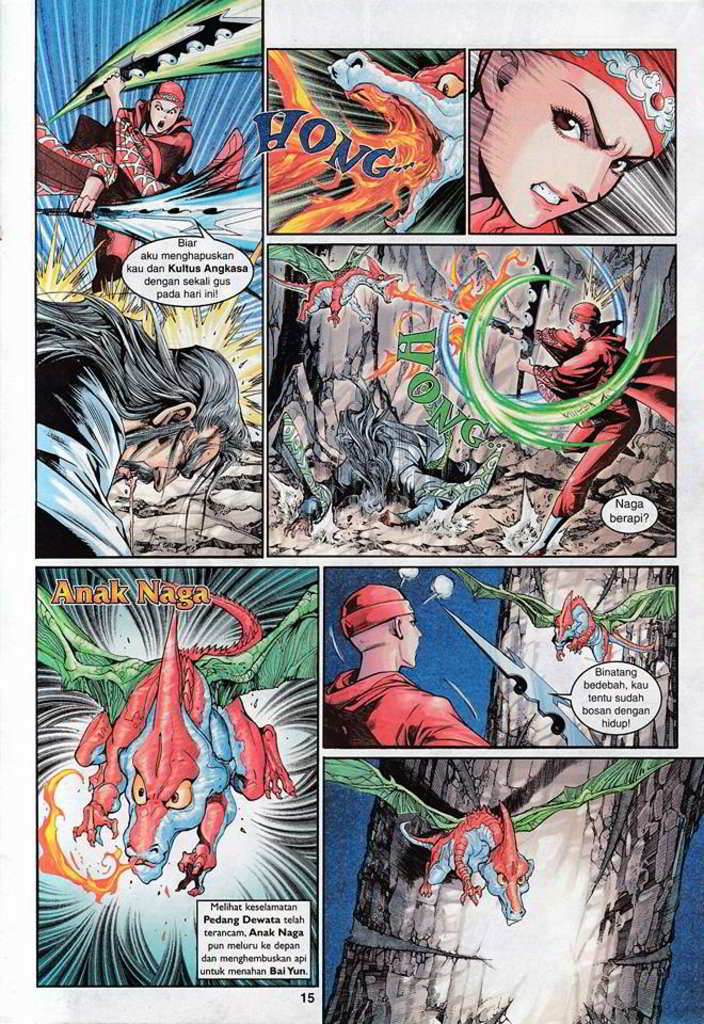 Biar
aku menghapuskan
kau dan Kultus Angkasa
dengan sekali gus
pada hari ini!
HONG...
HONG...
Naga
berapi?
Anak Naga
Melihat keselamatan
Pedang Dewata telah
terancam, Anak Naga
pun meluru ke depan
dan menghembuskan api
untuk menahan Bai Yun.
Binatang
bedebah, kau
tentu sudah
bosan dengan
hidup!
15